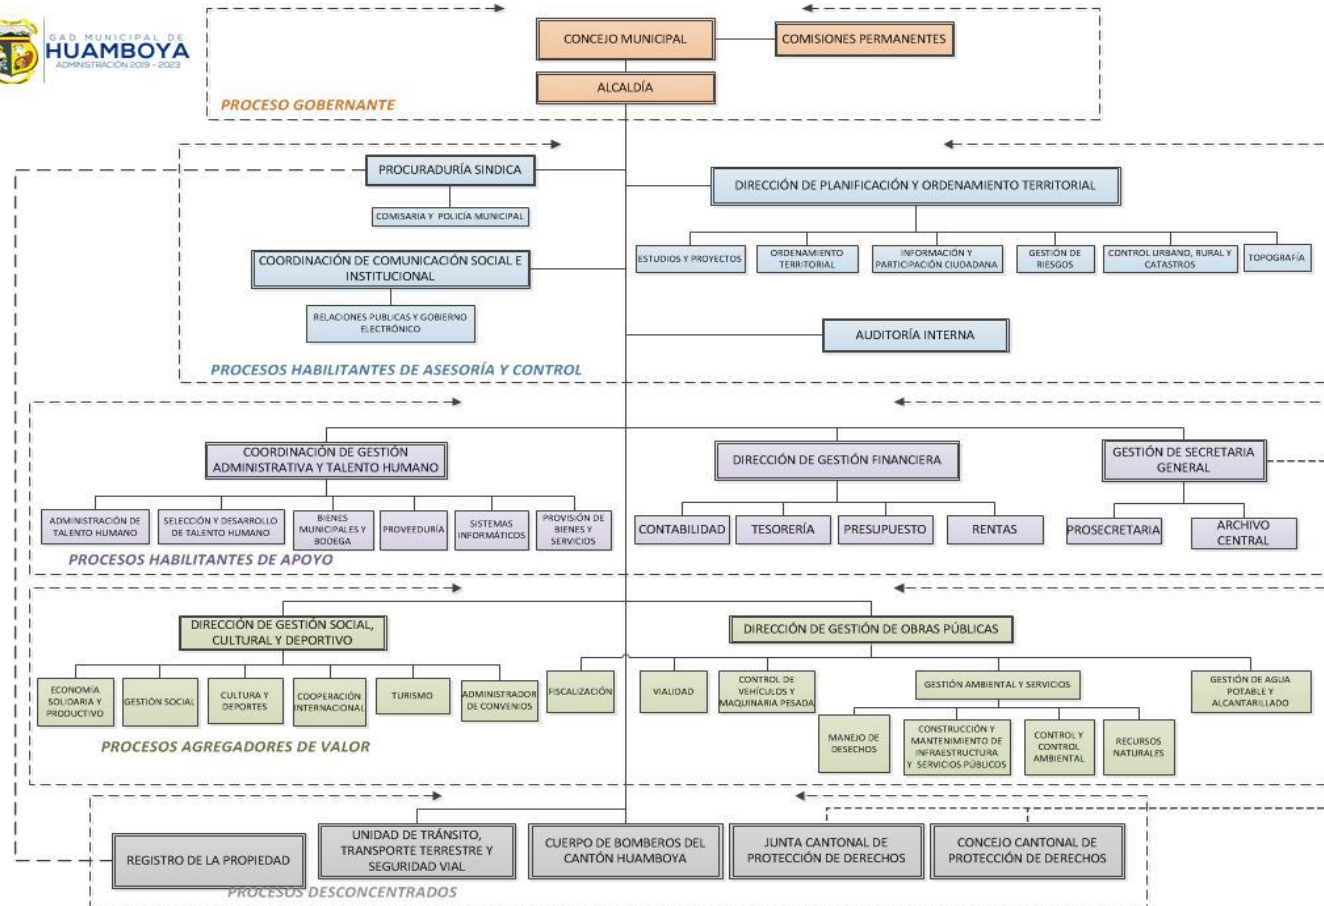 GAD MUNICIPAL DE
HUAMBOYA
ADMINISTRACIÓN 2019 - 2023
CONCEJO MUNICIPAL
COMISIONES PERMANENTES
ALCALDÍA
PROCESO GOBERNANTE
PROCURADURÍA SINDICA
DIRECCIÓN DE PLANIFICACIÓN Y ORDENAMIENTO TERRITORIAL
COMISARIA Y POLICÍA MUNICIPAL
COORDINACIÓN DE COMUNICACIÓN SOCIAL E
INSTITUCIONAL
ESTUDIOS Y PROYECTOS
ORDENAMIENTO
TERRITORIAL
INFORMACIÓN Y
PARTICIPACIÓN CIUDADANA
GESTIÓN DE
RIESGOS
CONTROL URBANO, RURAL Y
CATASTROS
TOPOGRAFÍA
RELACIONES PUBLICAS Y GOBIERNO
ELECTRÓNICO
AUDITORÍA INTERNA
PROCESOS HABILITANTES DE ASESORÍA Y CONTROL
COORDINACIÓN DE GESTIÓN
ADMINISTRATIVA Y TALENTO HUMANO
DIRECCIÓN DE GESTIÓN FINANCIERA
GESTIÓN DE SECRETARIA
GENERAL
ADMINISTRACIÓN DE
TALENTO HUMANO
SELECCIÓN Y DESARROLLO
DE TALENTO HUMANO
BIENES
MUNICIPALES Y
BODEGA
PROVEEDURÍA
SISTEMAS
INFORMÁTICOS
PROVISIÓN DE
BIENES Y
SERVICIOS
CONTABILIDAD
TESORERÍA
PRESUPUESTO
RENTAS
PROSECRETARIA
ARCHIVO
CENTRAL
PROCESOS HABILITANTES DE APOYO
DIRECCIÓN DE GESTIÓN SOCIAL,
CULTURAL Y DEPORTIVO
DIRECCIÓN DE GESTIÓN DE OBRAS PÚBLICAS
ECONOMÍA
SOLIDARIA Y
PRODUCTIVO
GESTIÓN SOCIAL
CULTURA Y
DEPORTES
COOPERACIÓN
INTERNACIONAL
TURISMO
ADMINISTRADOR
DE CONVENIOS
FISCALIZACIÓN
VIALIDAD
CONTROL DE
VEHÍCULOS Y
MAQUINARIA PESADA
GESTIÓN AMBIENTAL Y SERVICIOS
GESTIÓN DE AGUA
POTABLE Y
ALCANTARILLADO
MANEJO DE
DESECHOS
CONSTRUCCIÓN Y
MANTENIMIENTO DE
INFRAESTRUCTURA
Y SERVICIOS PÚBLICOS
CONTROL Y
CONTROL
AMBIENTAL
RECURSOS
NATURALES
PROCESOS AGREGADORES DE VALOR
REGISTRO DE LA PROPIEDAD
UNIDAD DE TRÁNSITO,
TRANSPORTE TERRESTRE Y
SEGURIDAD VIAL
CUERPO DE BOMBEROS DEL
CANTÓN HUAMBOYA
JUNTA CANTONAL DE
PROTECCIÓN DE DERECHOS
CONCEJO CANTONAL DE
PROTECCIÓN DE DERECHOS
PROCESOS DESCONCENTRADOS